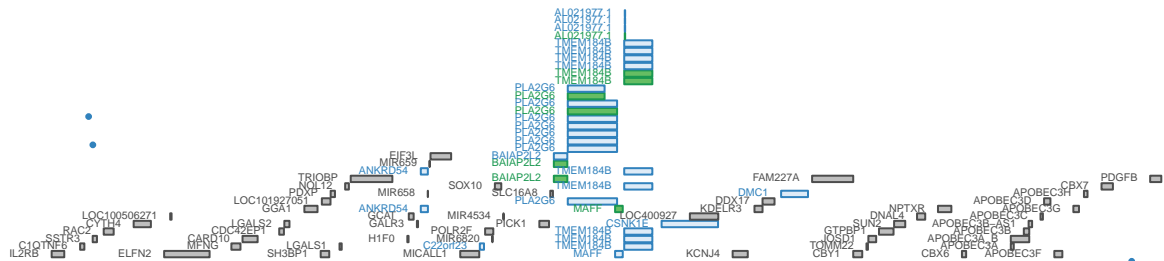 AL021977.1
AL021977.1
AL021977.1
AL021977.1
TMEM184B
TMEM184B
TMEM184B
TMEM184B
TMEM184B
TMEM184B
PLA2G6
PLA2G6
PLA2G6
PLA2G6
PLA2G6
PLA2G6
PLA2G6
PLA2G6
PLA2G6
EIF3L BAIAP2L2
MIR659 BAIAP2L2
ANKRD54 TMEM184B
TRIOBP BAIAP2L2 FAM227A PDGFB
NOL12 SOX10 TMEM184B CBX7
PDXP MIR658 SLC16A8 DMC1 APOBEC3H
LOC101927051 PLA2G6 DDX17 APOBEC3D
GGA1 ANKRD54 MAFF KDELR3 NPTXR APOBEC3G
LOC100506271 GCAT MIR4534 LOC400927 DNAL4 APOBEC3C
CYTH4 LGALS2 GALR3 PICK1 CSNK1E SUN2 APOBEC3B-AS1
RAC2 CDC42EP1 POLR2F TMEM184B GTPBP1 APOBEC3B
SSTR3 CARD10 H1F0 MIR6820 TMEM184B JOSD1 APOBEC3A_B
C1QTNF6 MFNG LGALS1 C22orf23 TMEM184B TOMM22 APOBEC3A
IL2RB ELFN2 SH3BP1 MICALL1 MAFF KCNJ4 CBY1 CBX6 APOBEC3F